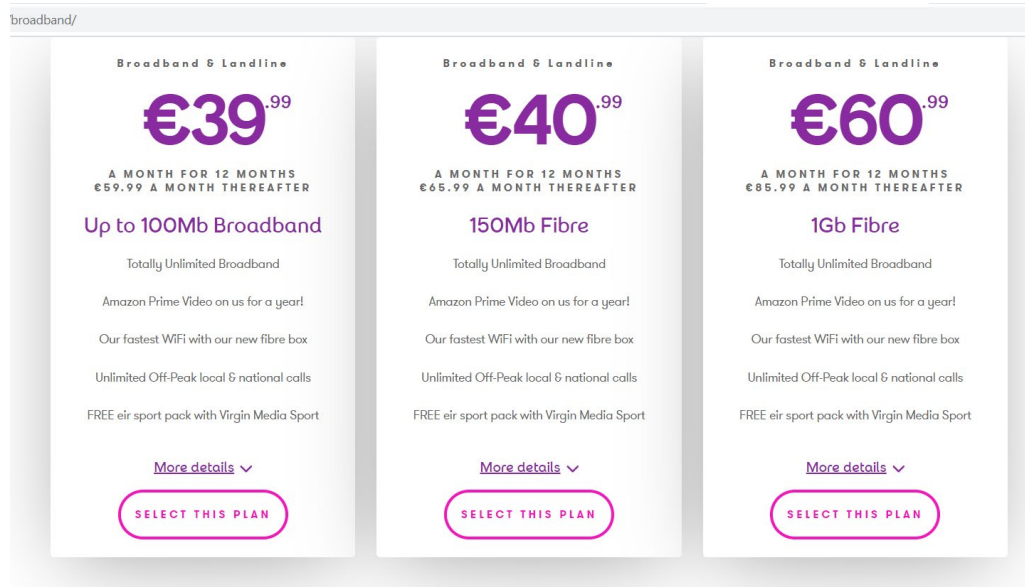 /broadband/
Broadband & Landline
€39.99
A MONTH FOR 12 MONTHS
€59.99 A MONTH THEREAFTER
Up to 100Mb Broadband
Totally Unlimited Broadband
Amazon Prime Video on us for a year!
Our fastest WiFi with our new fibre box
Unlimited Off-Peak local & national calls
FREE eir sport pack with Virgin Media Sport
More details
SELECT THIS PLAN
Broadband & Landline
€40.99
A MONTH FOR 12 MONTHS
€65.99 A MONTH THEREAFTER
150Mb Fibre
Totally Unlimited Broadband
Amazon Prime Video on us for a year!
Our fastest WiFi with our new fibre box
Unlimited Off-Peak local & national calls
FREE eir sport pack with Virgin Media Sport
More details
SELECT THIS PLAN
Broadband & Landline
€60.99
A MONTH FOR 12 MONTHS
€85.99 A MONTH THEREAFTER
1Gb Fibre
Totally Unlimited Broadband
Amazon Prime Video on us for a year!
Our fastest WiFi with our new fibre box
Unlimited Off-Peak local & national calls
FREE eir sport pack with Virgin Media Sport
More details
SELECT THIS PLAN